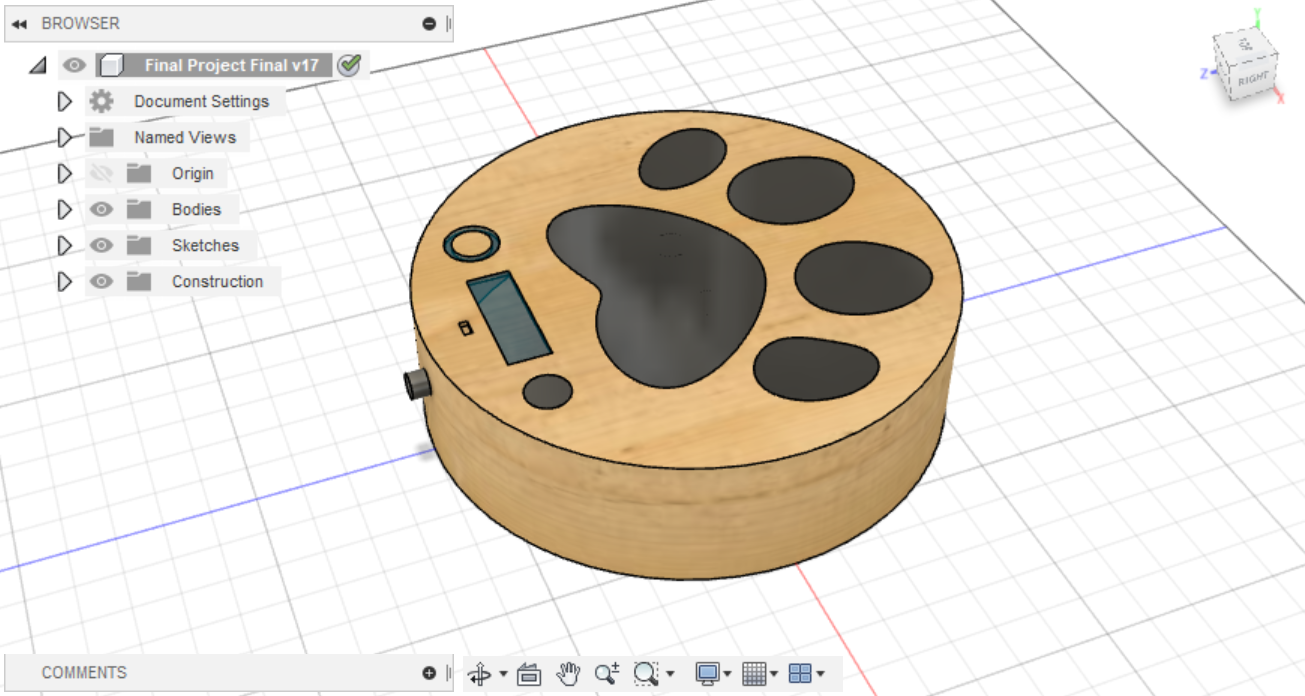 BROWSER
Final Project Final v17
Document Settings
Named Views
Origin
Bodies
Sketches
Construction
Z
Y
X
TOP
RIGHT
COMMENTS